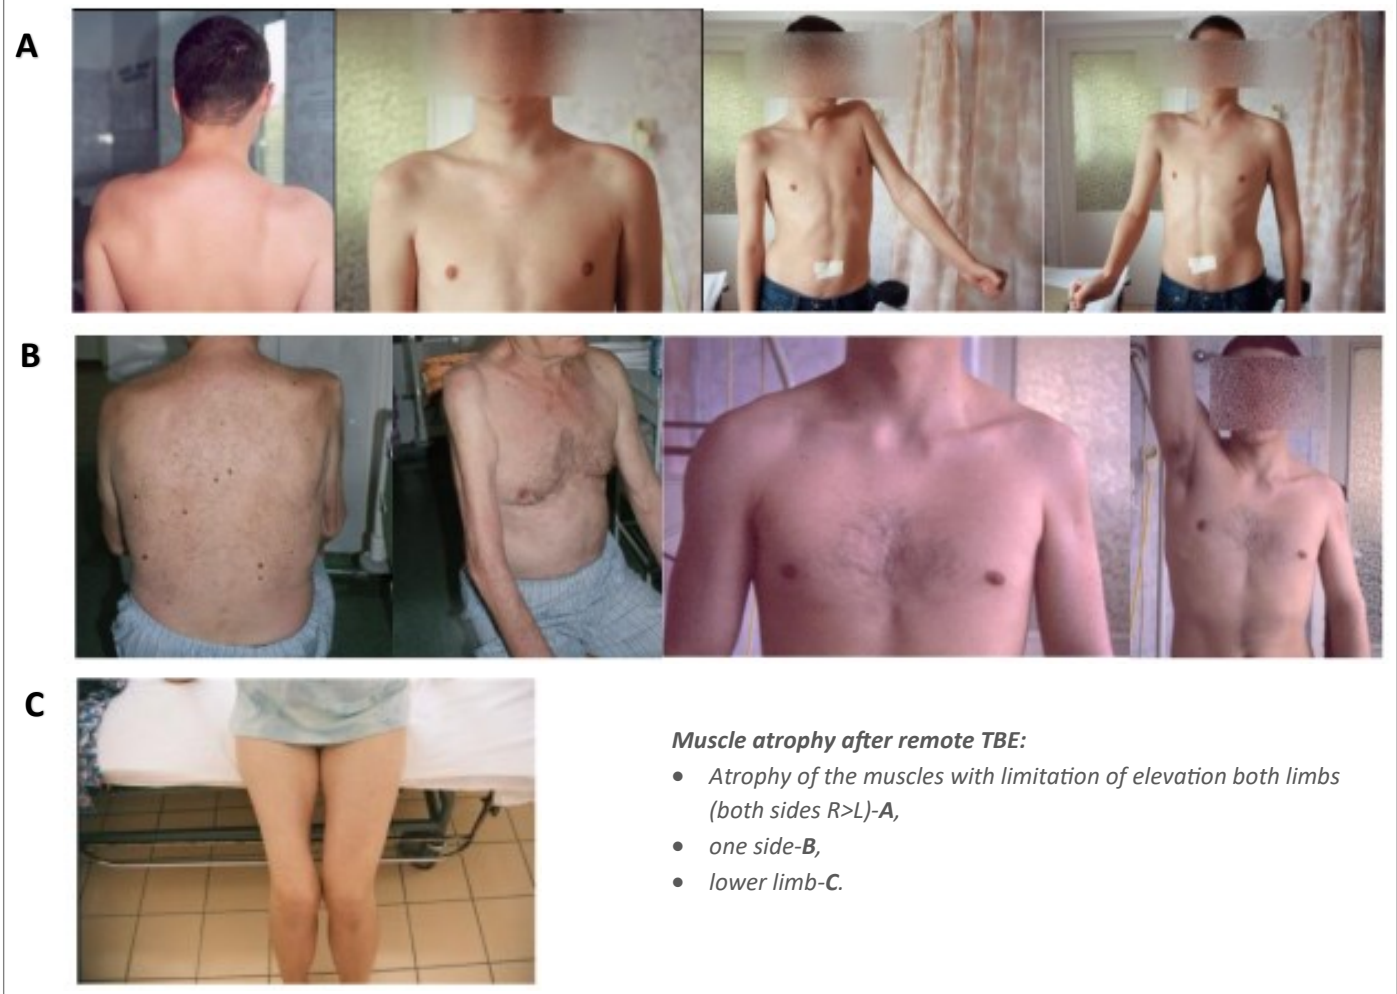 A
B
C
Muscle atrophy after remote TBE:
• Atrophy of the muscles with limitation of elevation both limbs
(both sides R>L)-A,
• one side-B,
• lower limb-C.